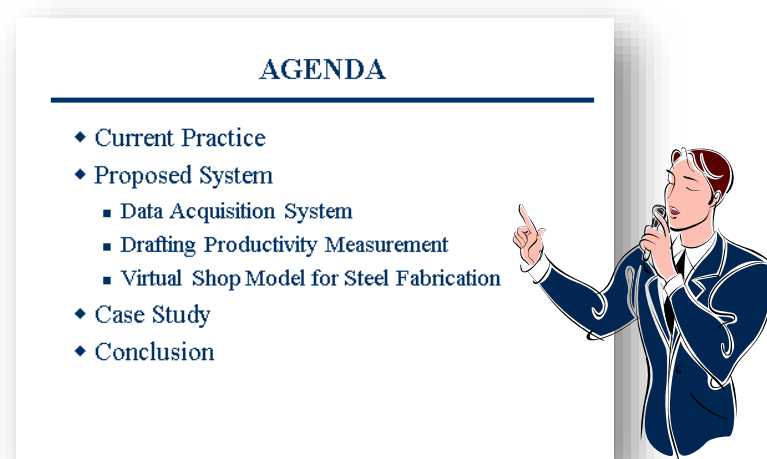 AGENDA
Current Practice
Proposed System
Data Acquisition System
Drafting Productivity Measurement
Virtual Shop Model for Steel Fabrication
Case Study
Conclusion